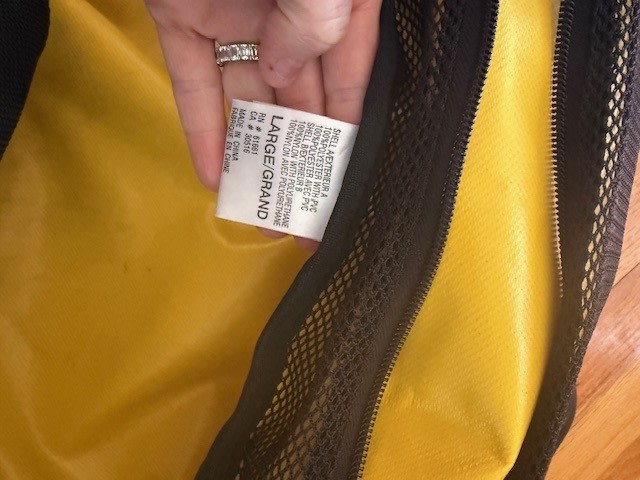 SHELL A/EXTERIEUR A
100%POLYESTER WITH PVC
100%POLYESTER AVEC PVC
SHELL B/EXTERIEUR B
100%NYLON WITH POLYURETHANE
100%NYLON AVEC POLYURETHANE
LARGE/GRAND
RN # 61661
CA # 30516
MADE IN CHINA
FABRIQUE EN CHINE